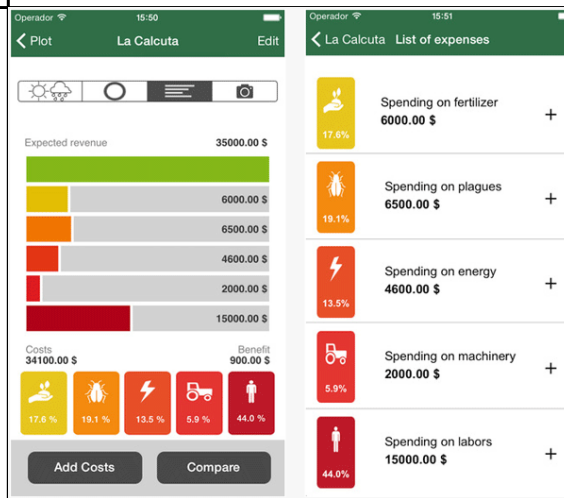 Operador 15:50
Plot La Calcuta Edit
Expected revenue 35000.00 $
6000.00 $
6500.00 $
4600.00 $
2000.00 $
15000.00 $
Costs Benefit
34100.00 $ 900.00 $
17.6 % 19.1 % 13.5 % 5.9 % 44.0 %
Add Costs Compare
Operador 15:51
La Calcuta List of expenses
Spending on fertilizer
6000.00 $
17.6%
+
Spending on plagues
6500.00 $
19.1%
+
Spending on energy
4600.00 $
13.5%
+
Spending on machinery
2000.00 $
5.9%
+
Spending on labors
15000.00 $
44.0%
+